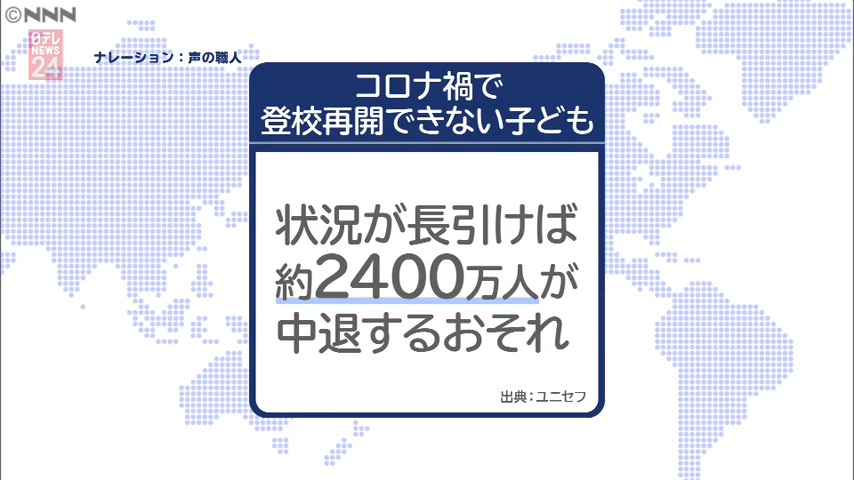 ©NNN
日テレ
NEWS
24
ナレーション：声の職人
コロナ禍で
登校再開できない子ども
状況が長引けば
約2400万人が
中退するおそれ
出典：ユニセフ